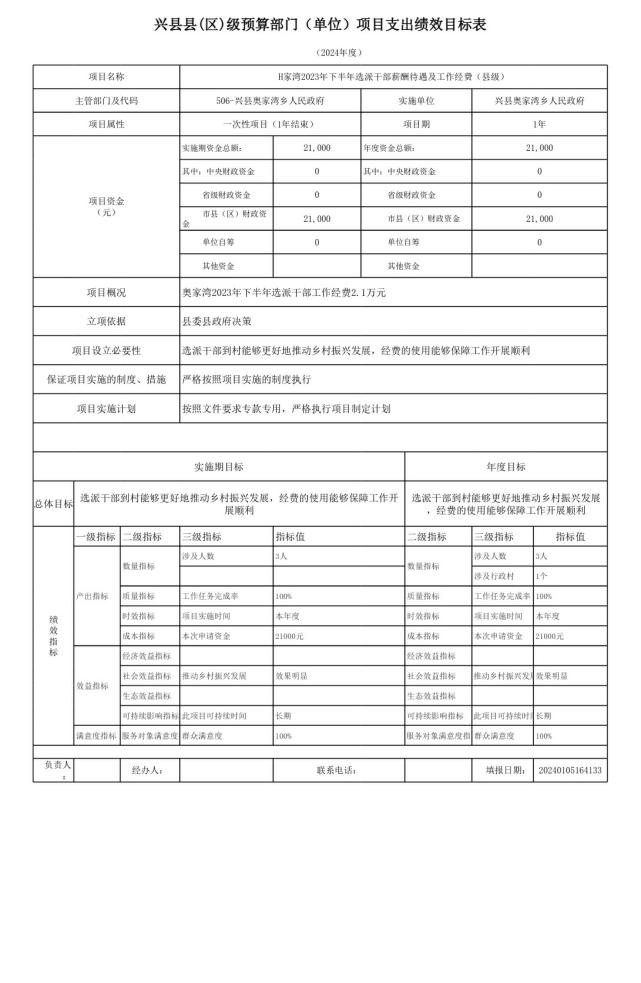 兴县县(区)级预算部门（单位）项目支出绩效目标表
（2024年度）
项目名称 H家湾2023年下半年选派干部薪酬待遇及工作经费（县级）
主管部门及代码 506-兴县奥家湾乡人民政府 实施单位 兴县奥家湾乡人民政府
项目属性 一次性项目（1年结束） 项目期 1年
项目资金（元） 实施期资金总额： 21,000 年度资金总额： 21,000
其中：中央财政资金 0 其中：中央财政资金 0
省级财政资金 0 省级财政资金 0
市县（区）财政资金 21,000 市县（区）财政资金 21,000
单位自筹 0 单位自筹 0
其他资金 其他资金
项目概况 奥家湾2023年下半年选派干部工作经费2.1万元
立项依据 县委县政府决策
项目设立必要性 选派干部到村能够更好地推动乡村振兴发展，经费的使用能够保障工作开展顺利
保证项目实施的制度、措施 严格按照项目实施的制度执行
项目实施计划 按照文件要求专款专用，严格执行项目制定计划
实施期目标 年度目标
总体目标 选派干部到村能够更好地推动乡村振兴发展，经费的使用能够保障工作开展顺利 选派干部到村能够更好地推动乡村振兴发展，经费的使用能够保障工作开展顺利
绩效指标 一级指标 二级指标 三级指标 指标值 二级指标 三级指标 指标值
产出指标 数量指标 涉及人数 3人 数量指标 涉及人数 3人
涉及行政村 1个
质量指标 工作任务完成率 100% 质量指标 工作任务完成率 100%
时效指标 项目实施时间 本年度 时效指标 项目实施时间 本年度
成本指标 本次申请资金 21000元 成本指标 本次申请资金 21000元
效益指标 经济效益指标 经济效益指标
社会效益指标 推动乡村振兴发展 效果明显 社会效益指标 推动乡村振兴发 效果明显
生态效益指标 生态效益指标
可持续影响指标 此项目可持续时间 长期 可持续影响指标 此项目可持续时 长期
满意度指标 服务对象满意度 群众满意度 100% 服务对象满意度指 群众满意度 100%
负责人： 经办人： 联系电话： 填报日期： 20240105164133